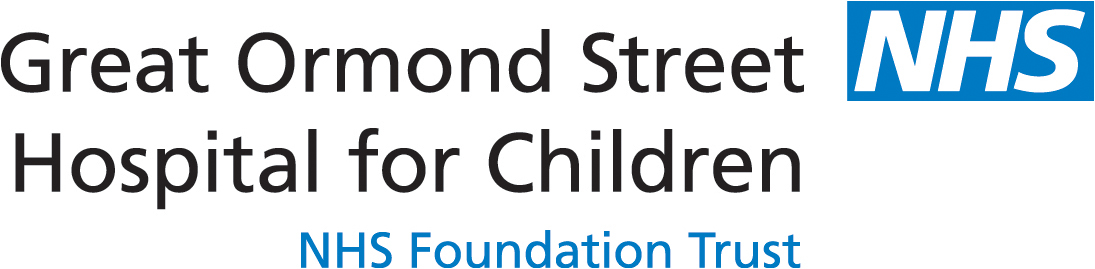 Great Ormond Street NHS
Hospital for Children
NHS Foundation Trust